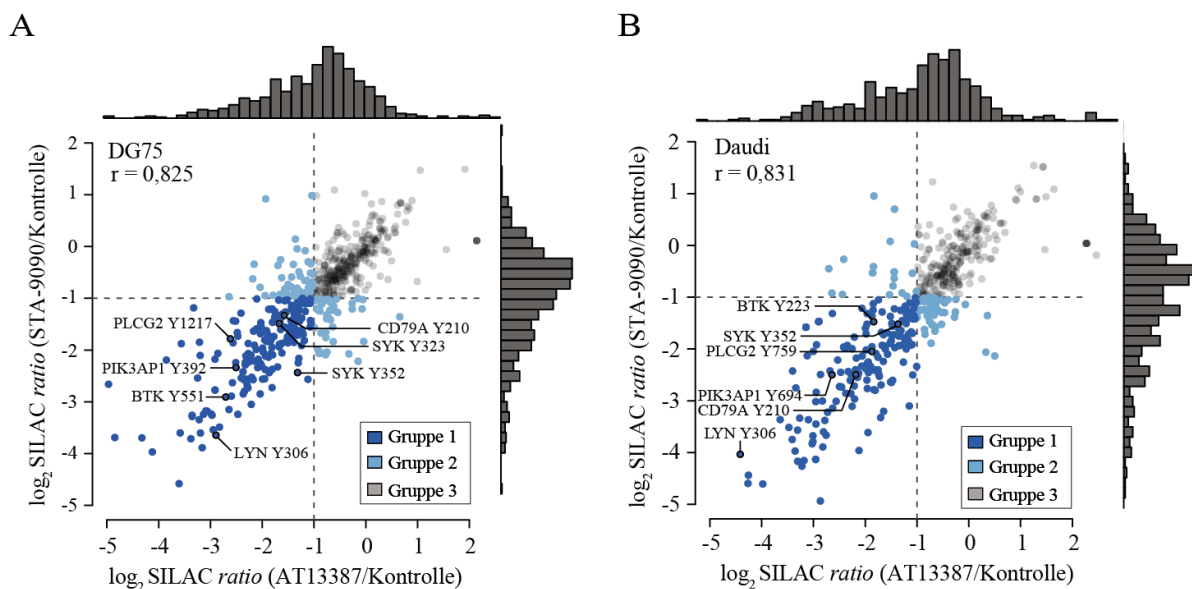 A
DG75
r = 0,825
2
1
0
-1
-2
-3
-4
-5
log₂ SILAC ratio (STA-9090/Kontrolle)
PLCG2 Y1217
CD79A Y210
SYK Y323
PIK3AP1 Y392
SYK Y352
BTK Y551
LYN Y306
Gruppe 1
Gruppe 2
Gruppe 3
-5 -4 -3 -2 -1 0 1 2
log₂ SILAC ratio (AT13387/Kontrolle)
B
Daudi
r = 0,831
2
1
0
-1
-2
-3
-4
-5
log₂ SILAC ratio (STA-9090/Kontrolle)
BTK Y223
SYK Y352
PLCG2 Y759
PIK3AP1 Y694
CD79A Y210
LYN Y306
Gruppe 1
Gruppe 2
Gruppe 3
-5 -4 -3 -2 -1 0 1 2
log₂ SILAC ratio (AT13387/Kontrolle)